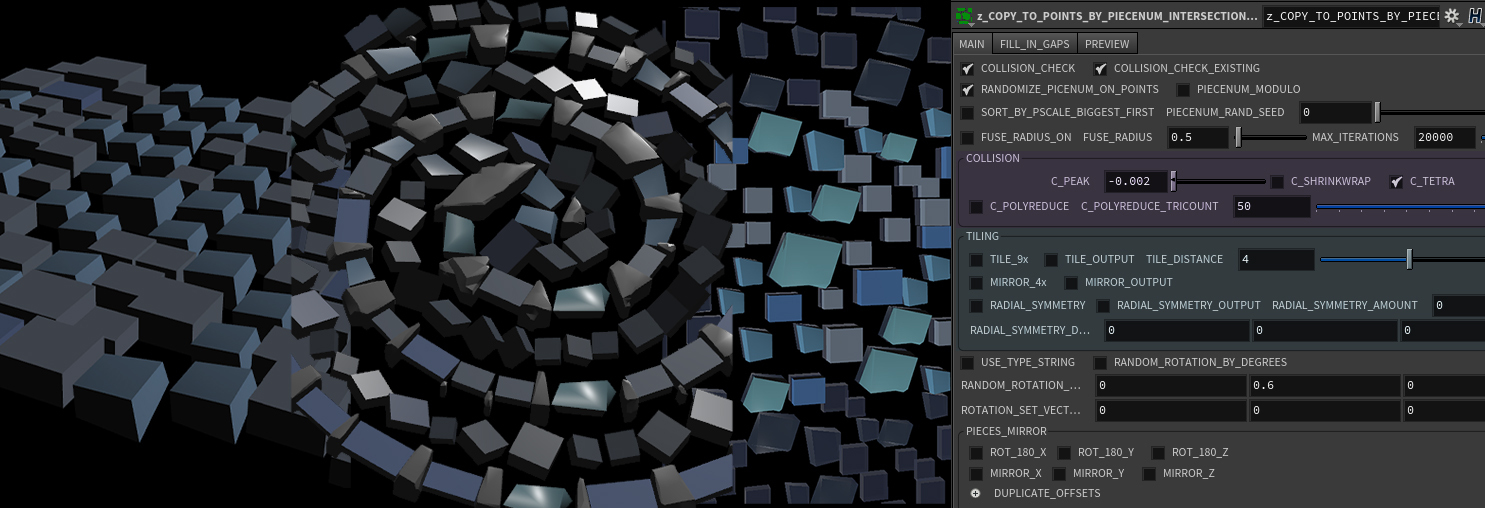 z_COPY_TO_POINTS_BY_PIECENUM_INTERSECTION... z_COPY_TO_POINTS_BY_PIECE
MAIN FILL_IN_GAPS PREVIEW
COLLISION_CHECK COLLISION_CHECK_EXISTING
RANDOMIZE_PICENUM_ON_POINTS PIECENUM_MODULO
SORT_BY_PSCALE_BIGGEST_FIRST PIECENUM_RAND_SEED 0
FUSE_RADIUS_ON FUSE_RADIUS 0.5 MAX_ITERATIONS 20000
COLLISION
C_PEAK -0.002 C_SHRINKWRAP C_TETRA
C_POLYREDUCE C_POLYREDUCE_TRICOUNT 50
TILING
TILE_9x TILE_OUTPUT TILE_DISTANCE 4
MIRROR_4x MIRROR_OUTPUT
RADIAL_SYMMETRY RADIAL_SYMMETRY_OUTPUT RADIAL_SYMMETRY_AMOUNT 0
RADIAL_SYMMETRY_D... 0 0 0
USE_TYPE_STRING RANDOM_ROTATION_BY_DEGREES
RANDOM_ROTATION_... 0 0.6 0
ROTATION_SET_VECT... 0 0 0
PIECES_MIRROR
ROT_180_X ROT_180_Y ROT_180_Z
MIRROR_X MIRROR_Y MIRROR_Z
DUPLICATE_OFFSETS